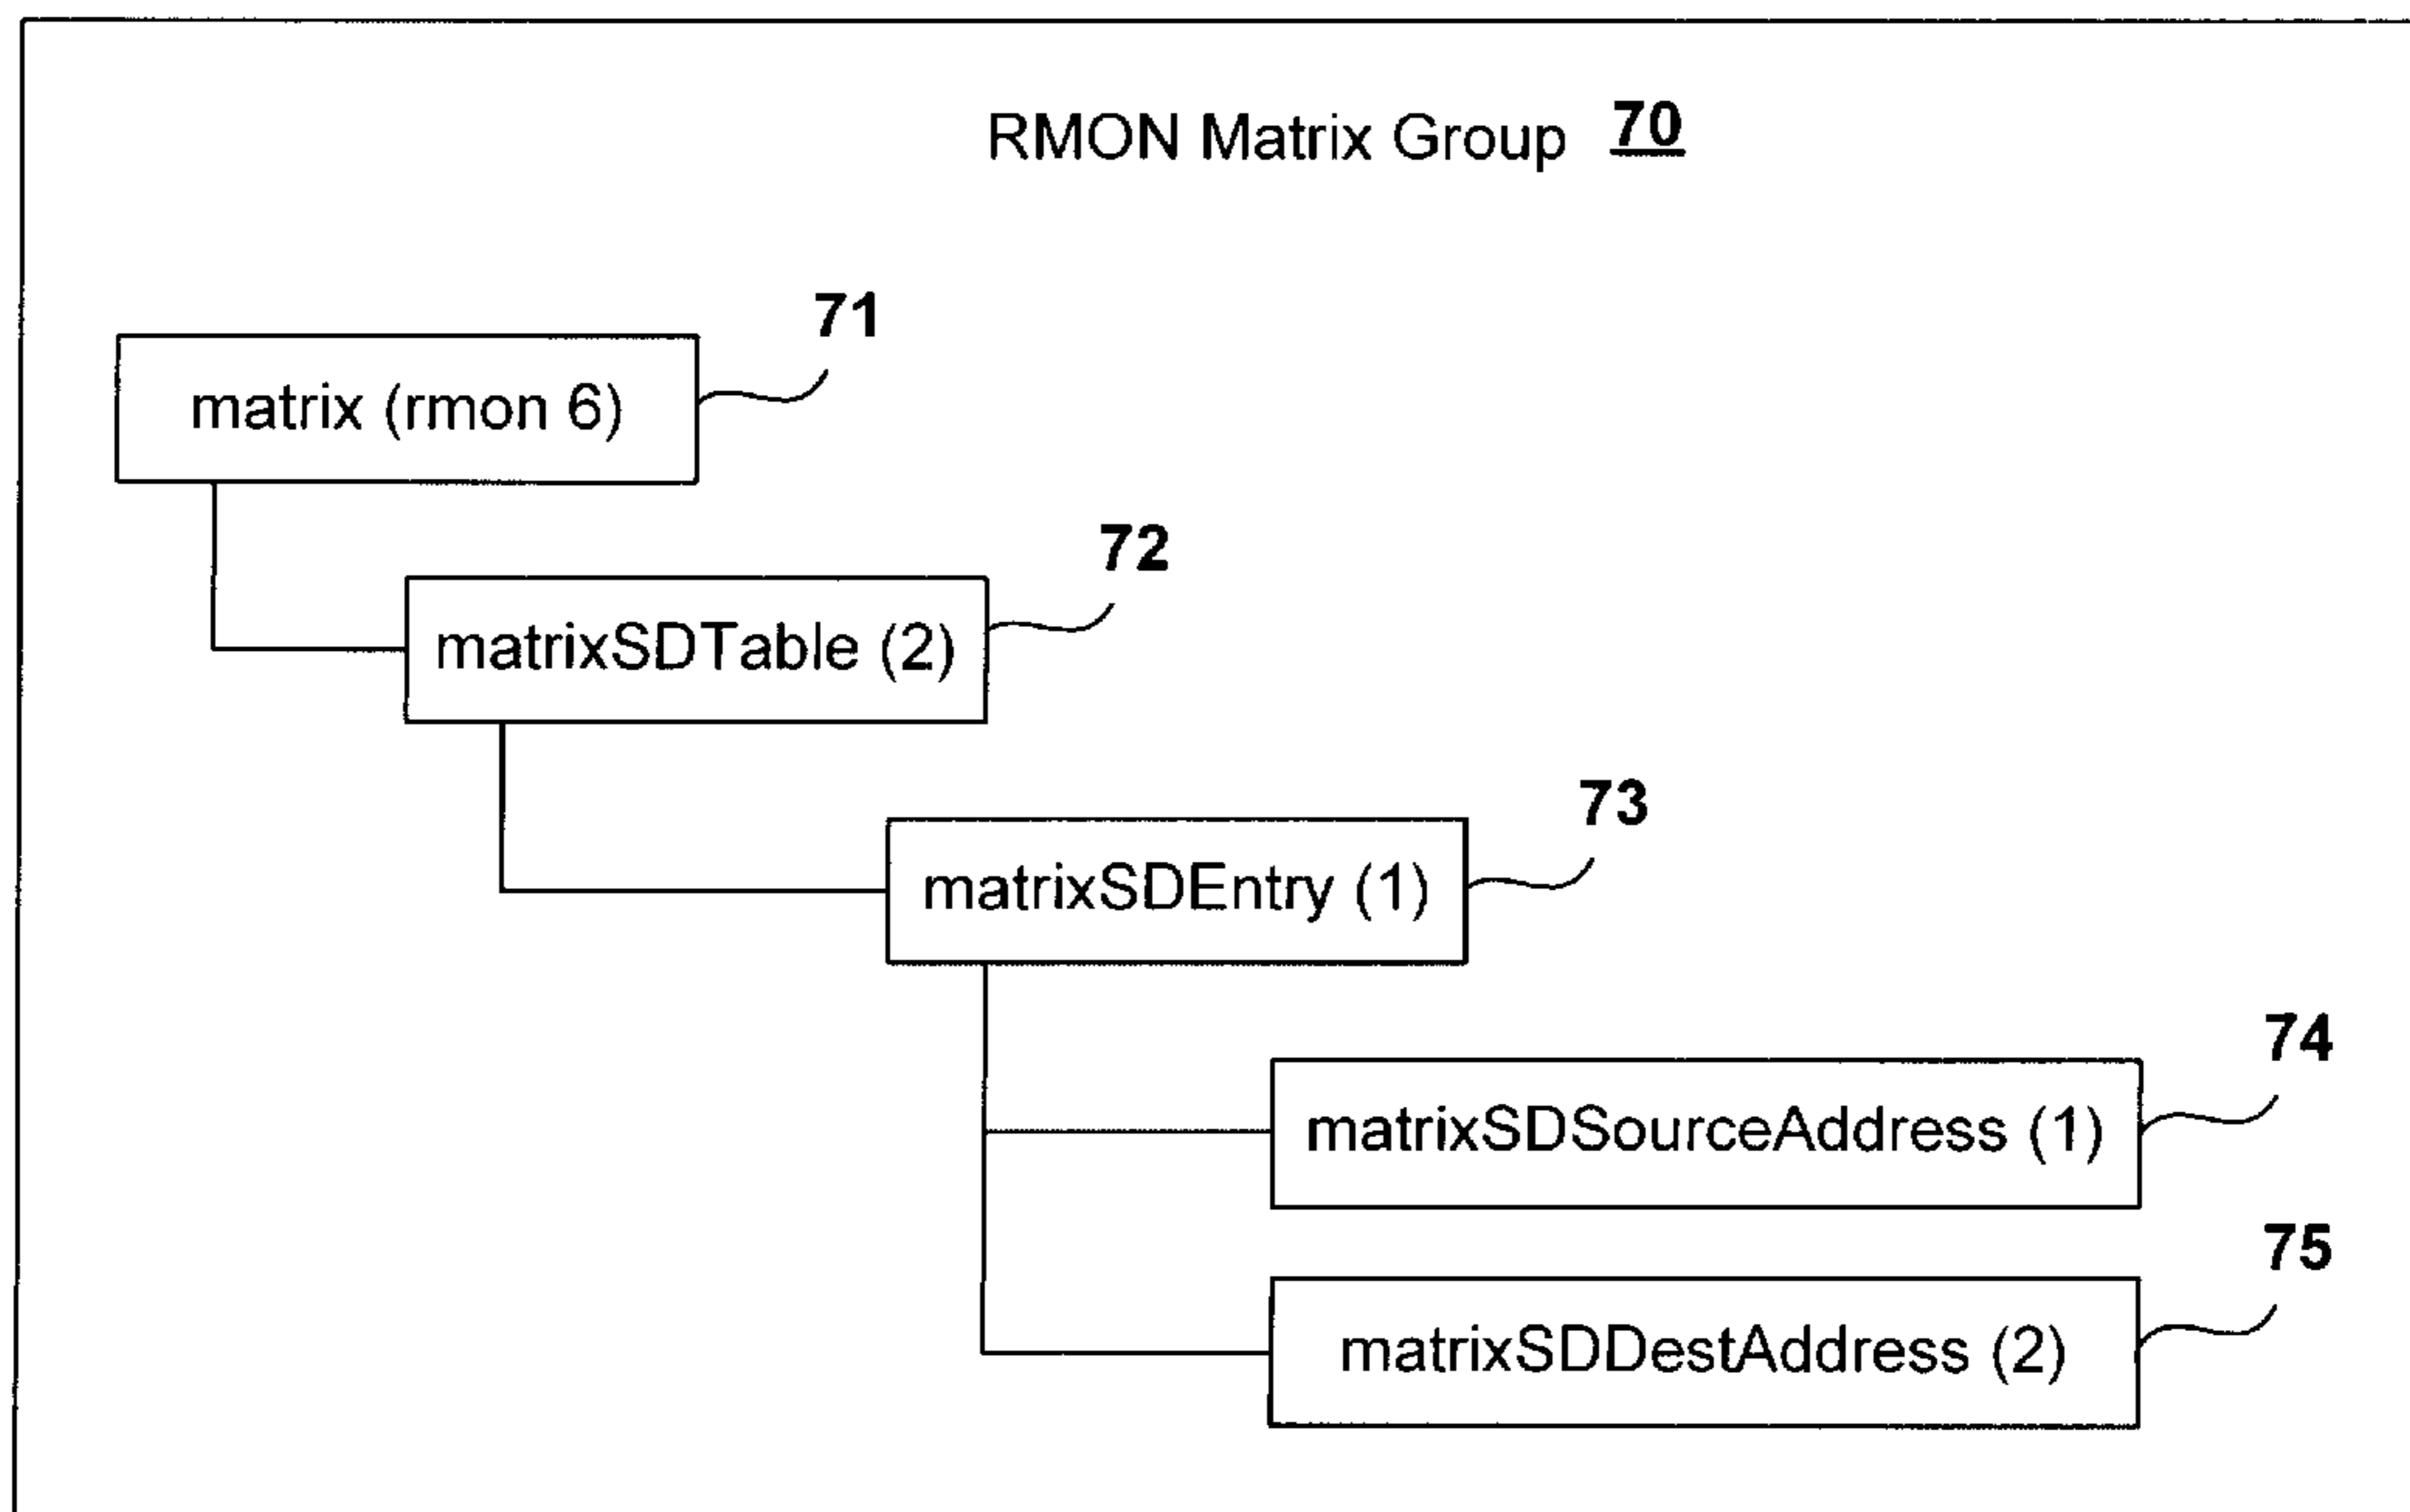 RMON Matrix Group 70
71
matrix (rmon 6)
72
matrixSDTable (2)
73
matrixSDEntry (1)
74
matrixSDSourceAddress (1)
75
matrixSDDestAddress (2)